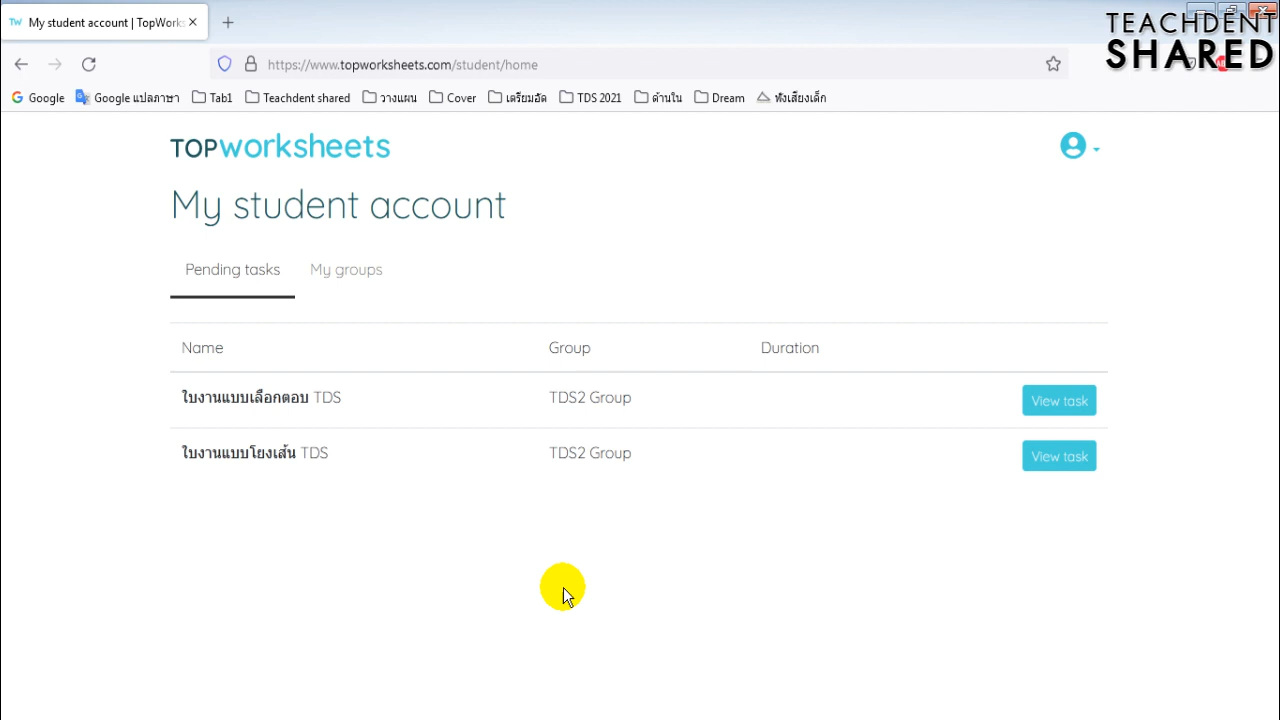 My student account | TopWorks
TEACHDENT
SHARED
https://www.topworksheets.com/student/home
Google
Google แปลภาษา
Tab1
Teachdent shared
วางแผน
Cover
เตรียมอัด
TDS 2021
ด้านใน
Dream
ฟังเสียงเด็ก
TOPworksheets
My student account
Pending tasks My groups
Name Group Duration
ใบงานแบบเลือกตอบ TDS TDS2 Group View task
ใบงานแบบโยงเส้น TDS TDS2 Group View task